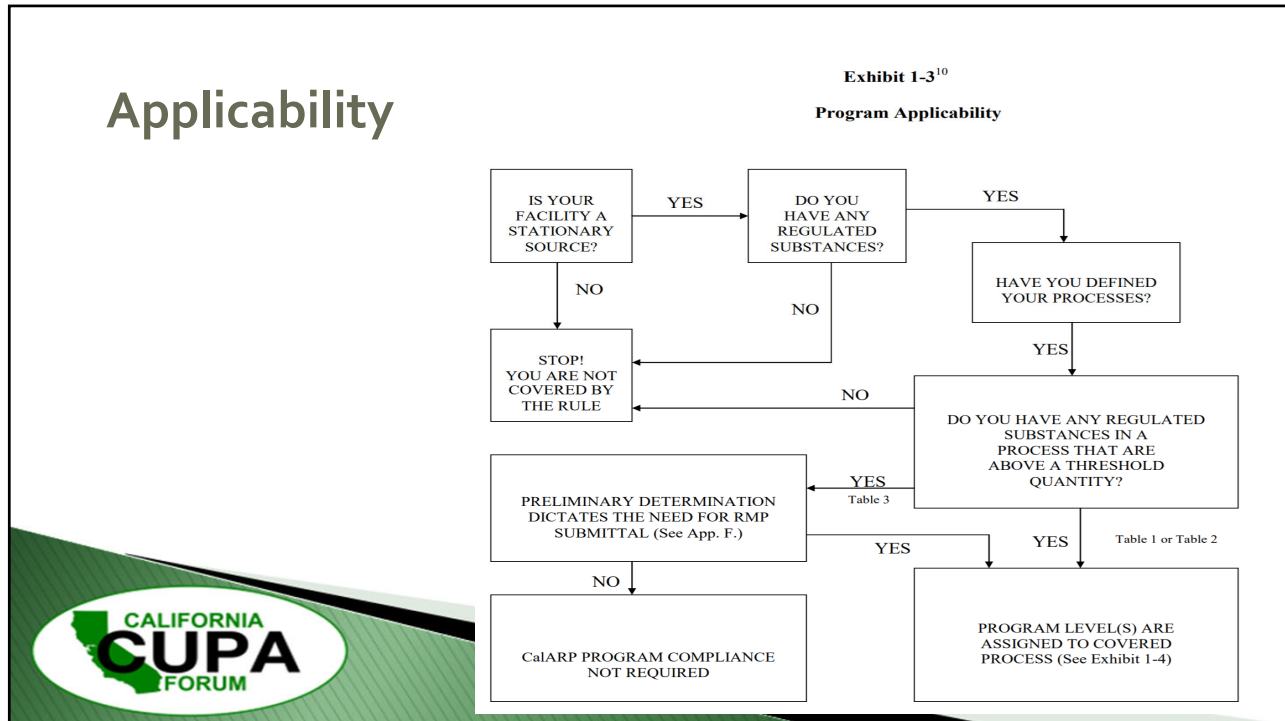 Applicability
Exhibit 1-3¹⁰
Program Applicability
IS YOUR
FACILITY A
STATIONARY
SOURCE?
YES
DO YOU
HAVE ANY
REGULATED
SUBSTANCES?
YES
HAVE YOU DEFINED
YOUR PROCESSES?
NO
NO
YES
STOP!
YOU ARE NOT
COVERED BY
THE RULE
NO
DO YOU HAVE ANY REGULATED
SUBSTANCES IN A
PROCESS THAT ARE
ABOVE A THRESHOLD
QUANTITY?
YES
Table 3
PRELIMINARY DETERMINATION
DICTATES THE NEED FOR RMP
SUBMITTAL (See App. F.)
YES
YES
Table 1 or Table 2
NO
CalARP PROGRAM COMPLIANCE
NOT REQUIRED
PROGRAM LEVEL(S) ARE
ASSIGNED TO COVERED
PROCESS (See Exhibit 1-4)
CALIFORNIA
CUPA
FORUM